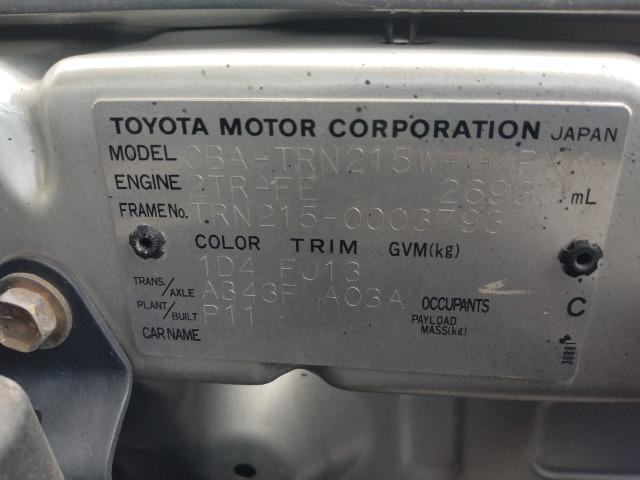 TOYOTA MOTOR CORPORATION JAPAN
MODEL CBA-TRN215W-GKPXK
ENGINE 2TR-FE 2693 mL
FRAME No. TRN215-0003793
COLOR TRIM GVM(kg)
1D4 FJ13
TRANS./AXLE A343F A03A OCCUPANTS C
PLANT/BUILT P11 PAYLOAD MASS(kg)
CAR NAME